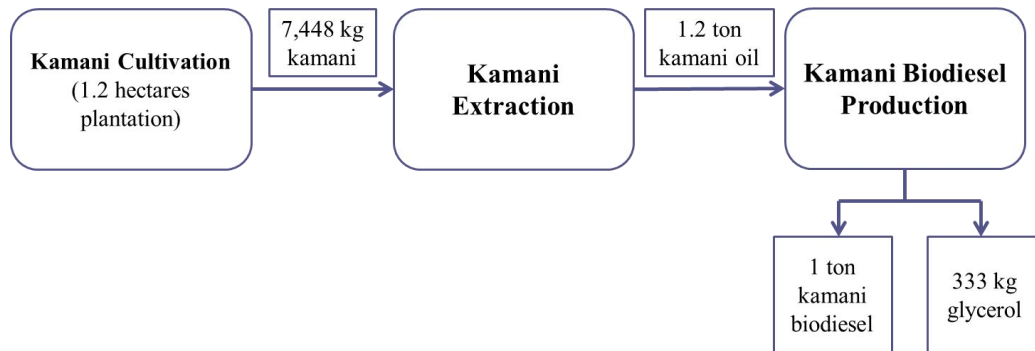 Kamani Cultivation
(1.2 hectares
plantation)
7,448 kg
kamani
Kamani
Extraction
1.2 ton
kamani oil
Kamani Biodiesel
Production
1 ton
kamani
biodiesel
333 kg
glycerol